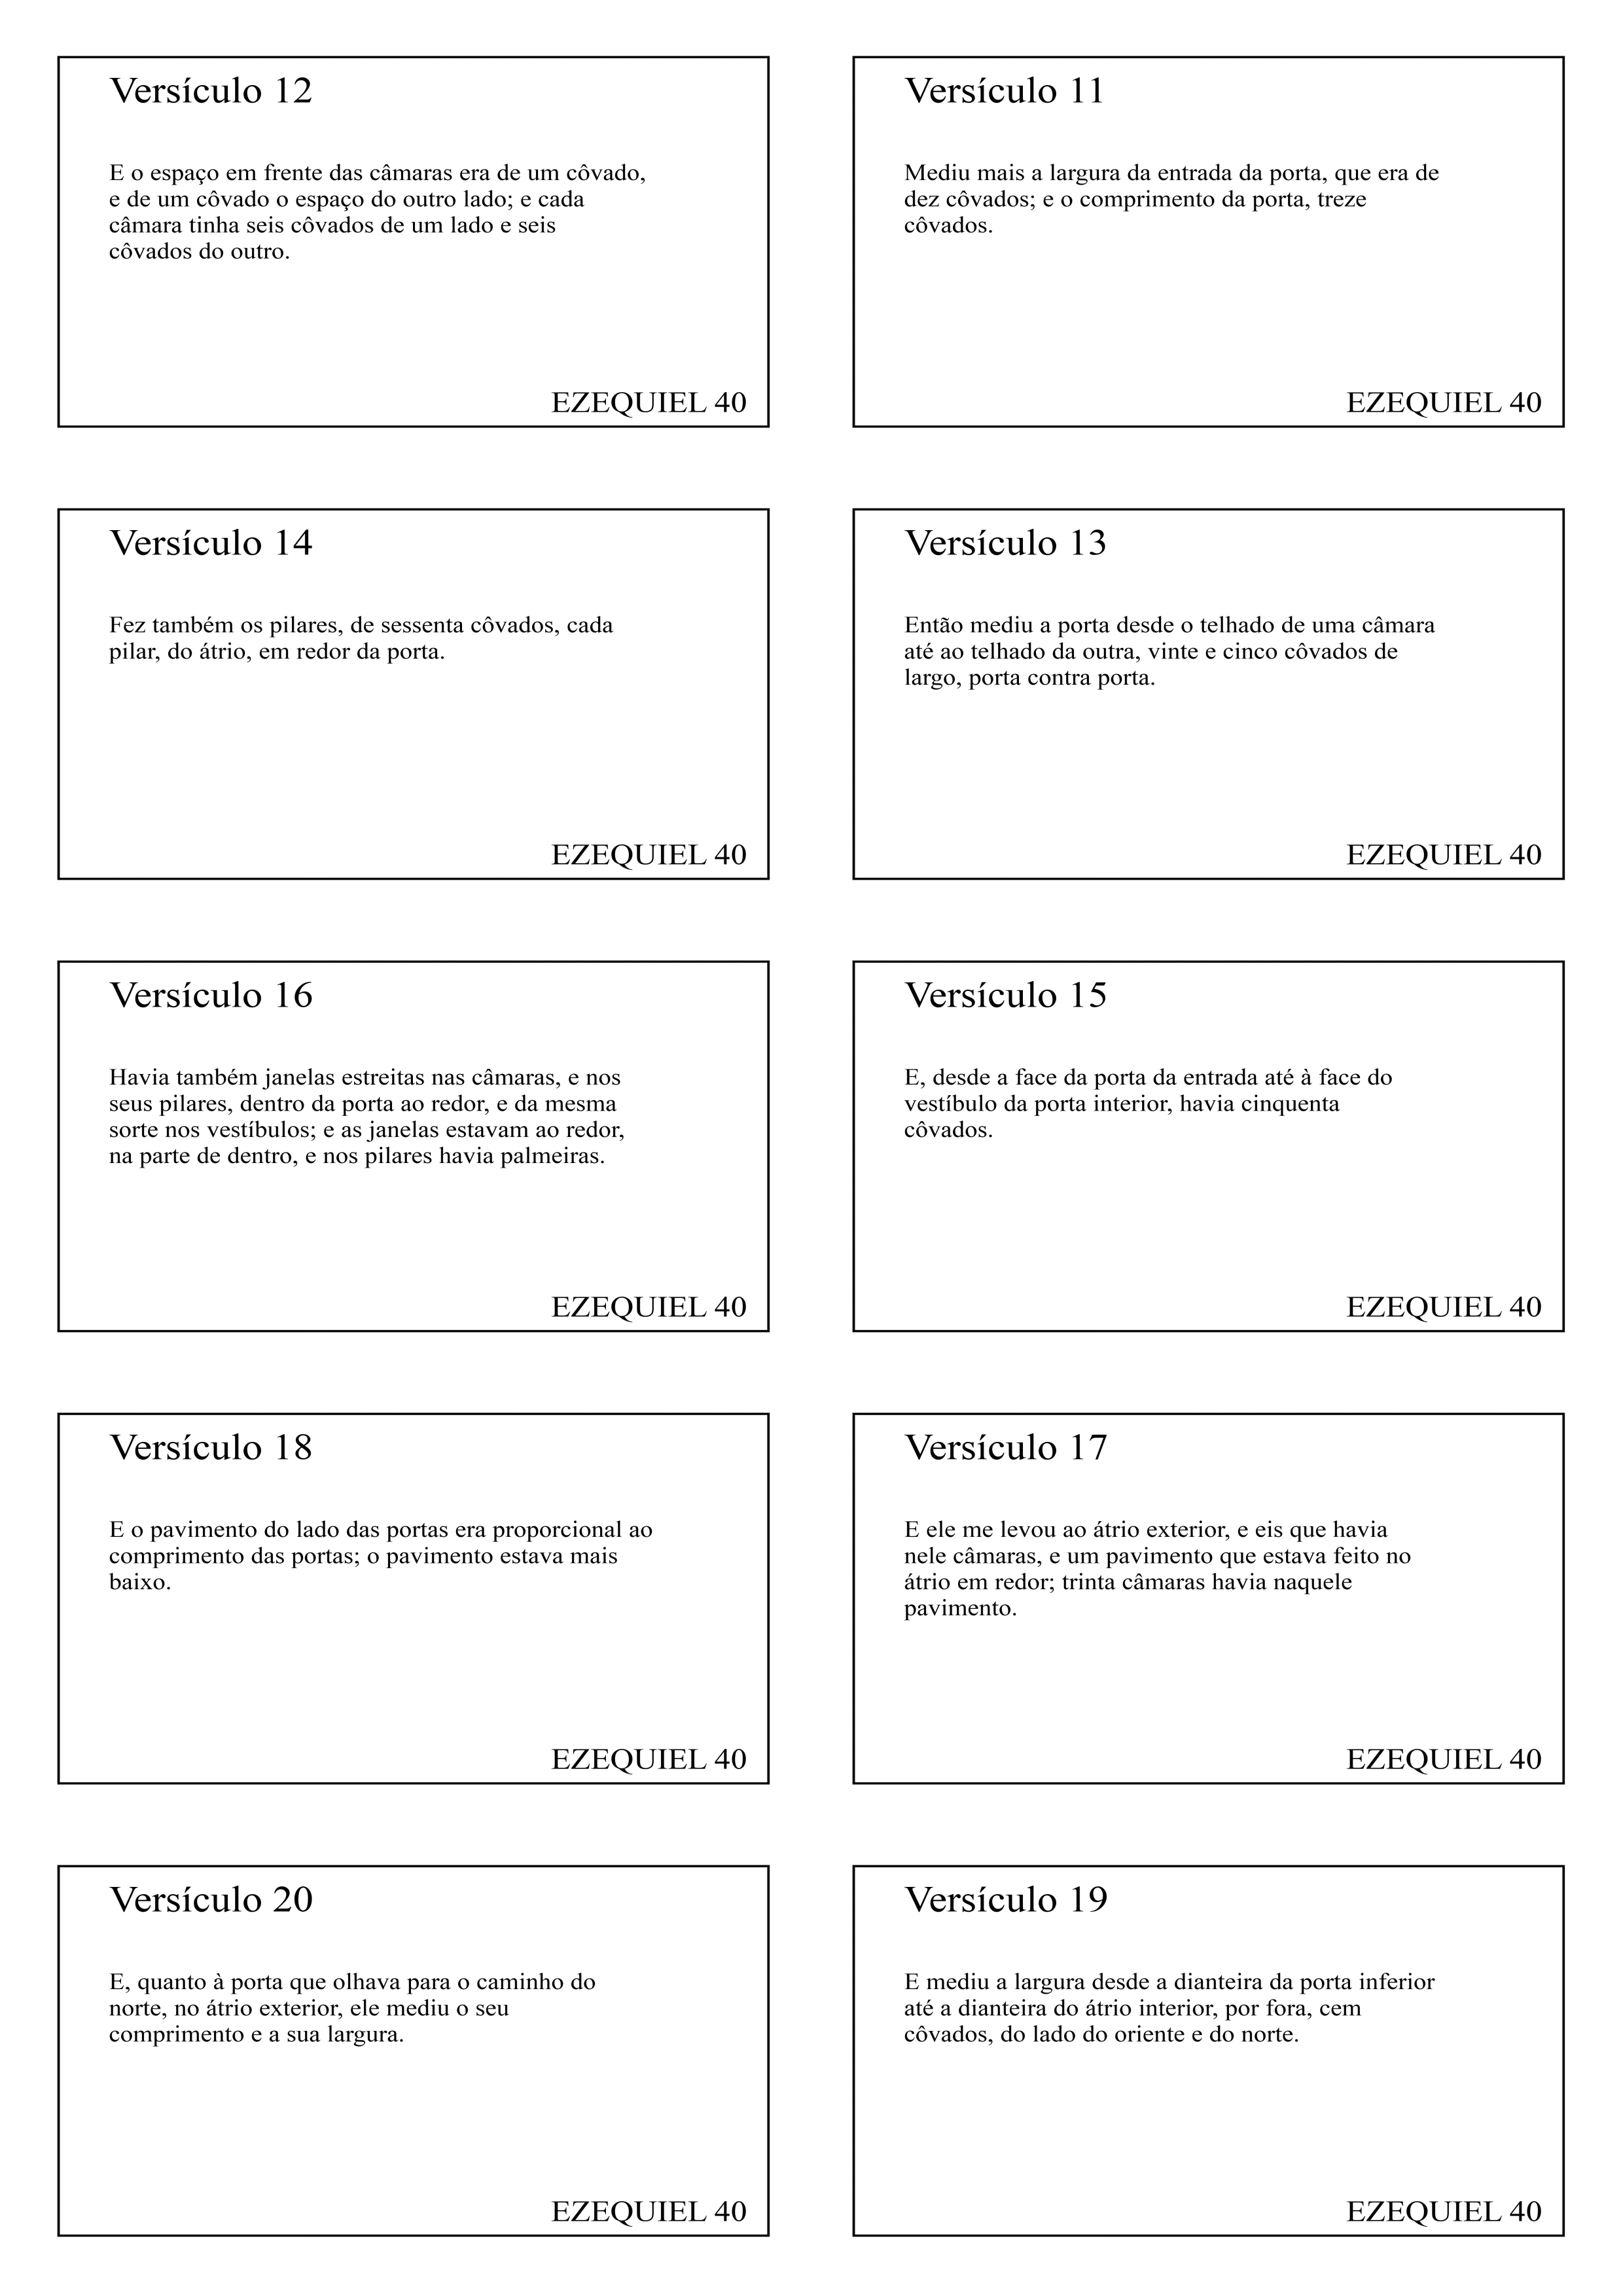 Versículo 12
E o espaço em frente das câmaras era de um côvado,
e de um côvado o espaço do outro lado; e cada
câmara tinha seis côvados de um lado e seis
côvados do outro.
EZEQUIEL 40
Versículo 11
Mediu mais a largura da entrada da porta, que era de
dez côvados; e o comprimento da porta, treze
côvados.
EZEQUIEL 40
Versículo 14
Fez também os pilares, de sessenta côvados, cada
pilar, do átrio, em redor da porta.
EZEQUIEL 40
Versículo 13
Então mediu a porta desde o telhado de uma câmara
até ao telhado da outra, vinte e cinco côvados de
largo, porta contra porta.
EZEQUIEL 40
Versículo 16
Havia também janelas estreitas nas câmaras, e nos
seus pilares, dentro da porta ao redor, e da mesma
sorte nos vestíbulos; e as janelas estavam ao redor,
na parte de dentro, e nos pilares havia palmeiras.
EZEQUIEL 40
Versículo 15
E, desde a face da porta da entrada até à face do
vestíbulo da porta interior, havia cinquenta
côvados.
EZEQUIEL 40
Versículo 18
E o pavimento do lado das portas era proporcional ao
comprimento das portas; o pavimento estava mais
baixo.
EZEQUIEL 40
Versículo 17
E ele me levou ao átrio exterior, e eis que havia
nele câmaras, e um pavimento que estava feito no
átrio em redor; trinta câmaras havia naquele
pavimento.
EZEQUIEL 40
Versículo 20
E, quanto à porta que olhava para o caminho do
norte, no átrio exterior, ele mediu o seu
comprimento e a sua largura.
EZEQUIEL 40
Versículo 19
E mediu a largura desde a dianteira da porta inferior
até a dianteira do átrio interior, por fora, cem
côvados, do lado do oriente e do norte.
EZEQUIEL 40